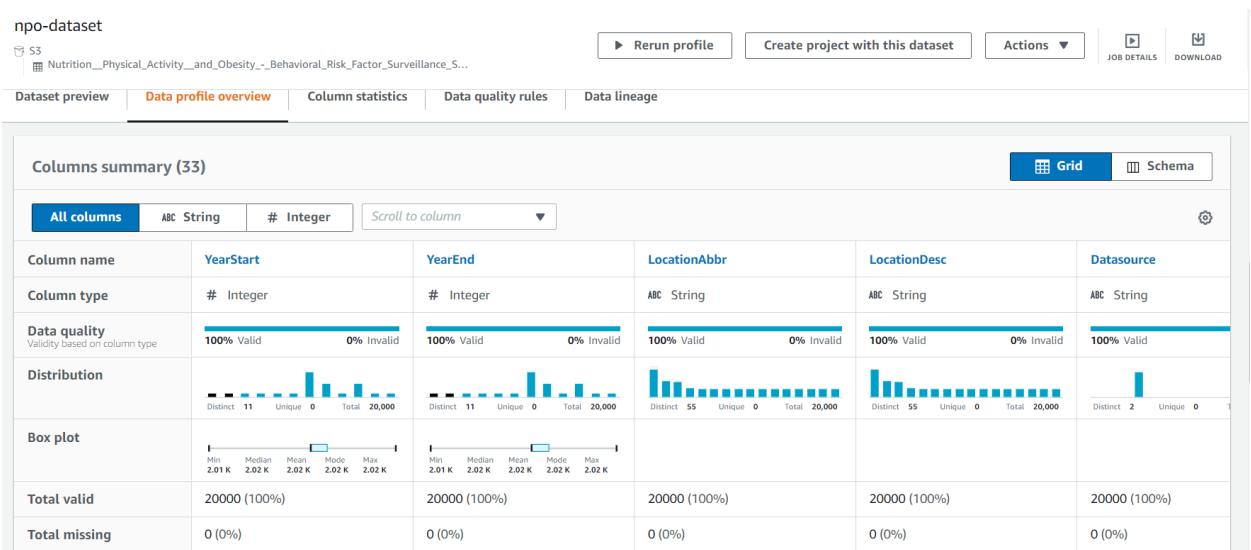 npo-dataset
S3
Nutrition__Physical_Activity__and_Obesity_-_Behavioral_Risk_Factor_Surveillance_S...
Rerun profile
Create project with this dataset
Actions
JOB DETAILS
DOWNLOAD
Dataset preview
Data profile overview
Column statistics
Data quality rules
Data lineage
Columns summary (33)
Grid
Schema
All columns
ABC String
# Integer
Scroll to column
Column name YearStart YearEnd LocationAbbr LocationDesc Datasource
Column type # Integer # Integer ABC String ABC String ABC String
Data quality
Validity based on column type
100% Valid 0% Invalid 100% Valid 0% Invalid 100% Valid 0% Invalid 100% Valid 0% Invalid 100% Valid
Distribution
Distinct 11 Unique 0 Total 20,000 Distinct 11 Unique 0 Total 20,000 Distinct 55 Unique 0 Total 20,000 Distinct 55 Unique 0 Total 20,000 Distinct 2 Unique 0
Box plot
Min Median Mean Mode Max Min Median Mean Mode Max
2.01 K 2.02 K 2.02 K 2.02 K 2.02 K 2.01 K 2.02 K 2.02 K 2.02 K 2.02 K
Total valid 20000 (100%) 20000 (100%) 20000 (100%) 20000 (100%) 20000 (100%)
Total missing 0 (0%) 0 (0%) 0 (0%) 0 (0%) 0 (0%)